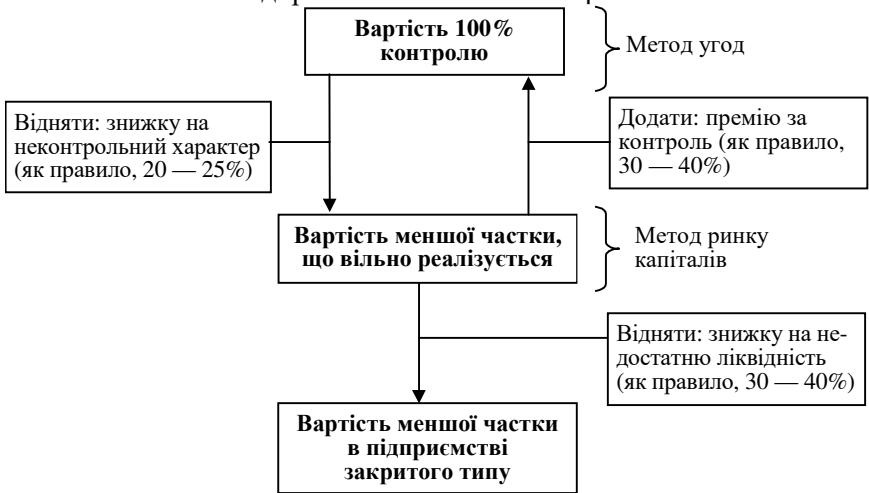 Вартість 100%
контролю
Метод угод
Відняти: знижку на
неконтрольний характер
(як правило, 20 — 25%)
Додати: премію за
контроль (як правило,
30 — 40%)
Вартість меншої частки,
що вільно реалізується
Метод ринку
капіталів
Відняти: знижку на не-
достатню ліквідність
(як правило, 30 — 40%)
Вартість меншої частки
в підприємстві
закритого типу